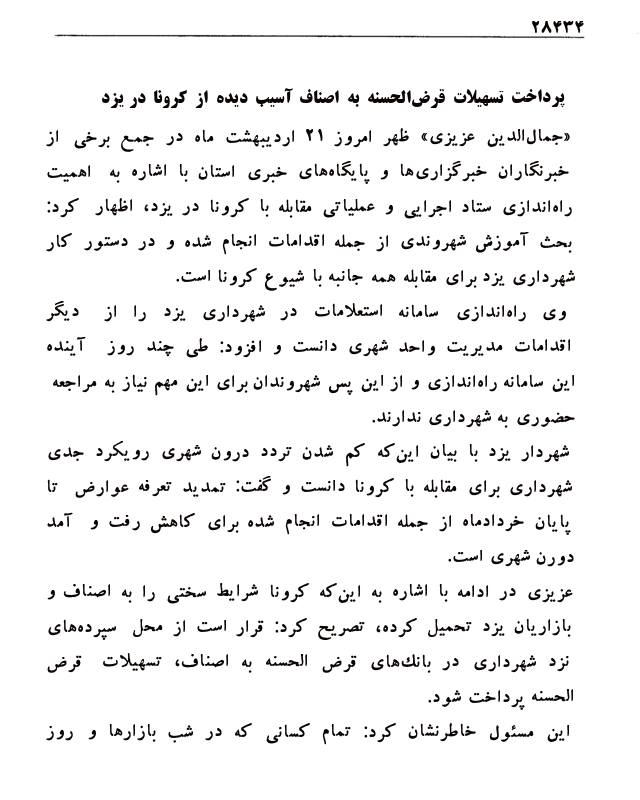 ۲۸۴۳۴
پرداخت تسهیلات قرض‌الحسنه به اصناف آسیب دیده از کرونا در یزد
«جمال‌الدین عزیزی» ظهر امروز ۲۱ اردیبهشت ماه در جمع برخی از
خبرنگاران خبرگزاری‌ها و پایگاه‌های خبری استان با اشاره به اهمیت
راه‌اندازی ستاد اجرایی و عملیاتی مقابله با کرونا در یزد، اظهار کرد:
بحث آموزش شهروندی از جمله اقدامات انجام شده و در دستور کار
شهرداری یزد برای مقابله همه جانبه با شیوع کرونا است.
وی راه‌اندازی سامانه استعلامات در شهرداری یزد را از دیگر
اقدامات مدیریت واحد شهری دانست و افزود: طی چند روز آینده
این سامانه راه‌اندازی و از این پس شهروندان برای این مهم نیاز به مراجعه
حضوری به شهرداری ندارند.
شهردار یزد با بیان این‌که کم شدن تردد درون شهری رویکرد جدی
شهرداری برای مقابله با کرونا دانست و گفت: تمدید تعرفه عوارض تا
پایان خردادماه از جمله اقدامات انجام شده برای کاهش رفت و آمد
دورن شهری است.
عزیزی در ادامه با اشاره به این‌که کرونا شرایط سختی را به اصناف و
بازاریان یزد تحمیل کرده، تصریح کرد: قرار است از محل سپرده‌های
نزد شهرداری در بانك‌های قرض الحسنه به اصناف، تسهیلات قرض
الحسنه پرداخت شود.
این مسئول خاطرنشان کرد: تمام کسانی که در شب بازارها و روز